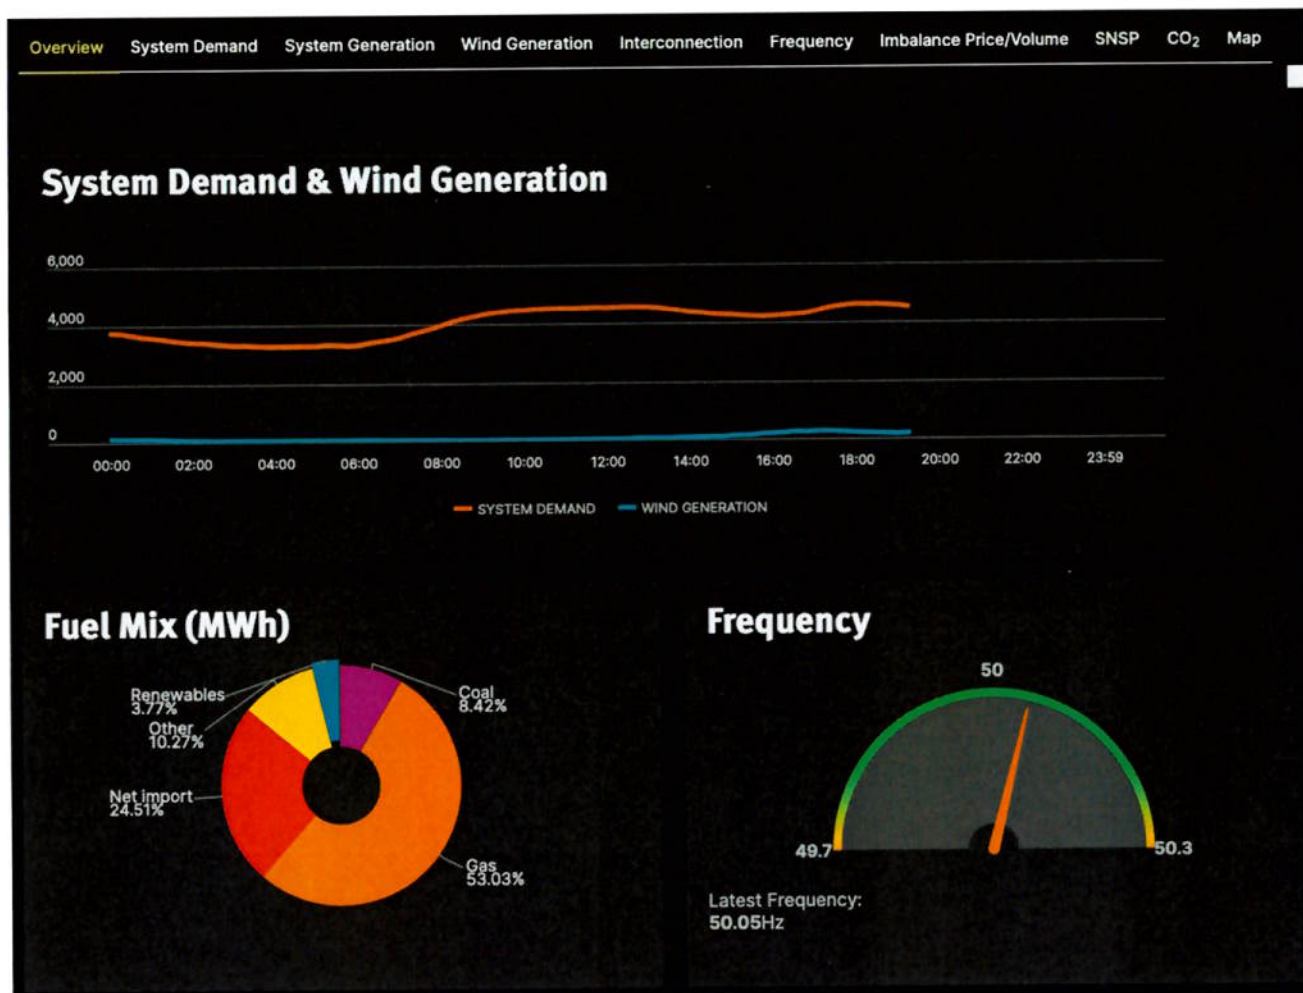 Overview System Demand System Generation Wind Generation Interconnection Frequency Imbalance Price/Volume SNSP CO₂ Map
System Demand & Wind Generation
6,000
4,000
2,000
0
00:00 02:00 04:00 06:00 08:00 10:00 12:00 14:00 16:00 18:00 20:00 22:00 23:59
SYSTEM DEMAND WIND GENERATION
Fuel Mix (MWh)
Renewables
3.77%
Other
10.27%
Net import
24.51%
Coal
8.42%
Gas
53.03%
Frequency
50
49.7
50.3
Latest Frequency:
50.05Hz